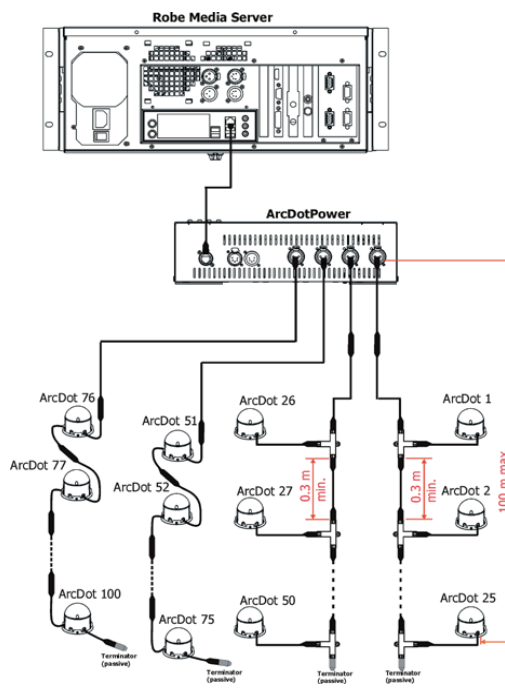 Robe Media Server
ArcDotPower
ArcDot 76
ArcDot 51
ArcDot 26
ArcDot 1
ArcDot 77
ArcDot 52
ArcDot 27
0.3 m
min.
0.3 m
min.
ArcDot 2
100 m max.
ArcDot 100
ArcDot 75
ArcDot 50
ArcDot 25
Terminator
(passive)
Terminator
(passive)
Terminator
(passive)
Terminator
(passive)